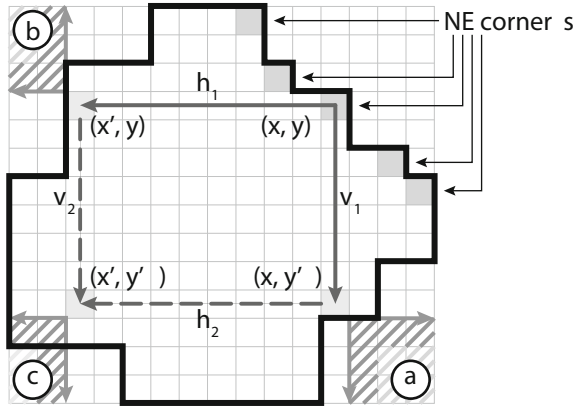 b
NE corner s
h1
(x', y)
(x, y)
v2
v1
(x', y' )
(x, y' )
h2
c
a